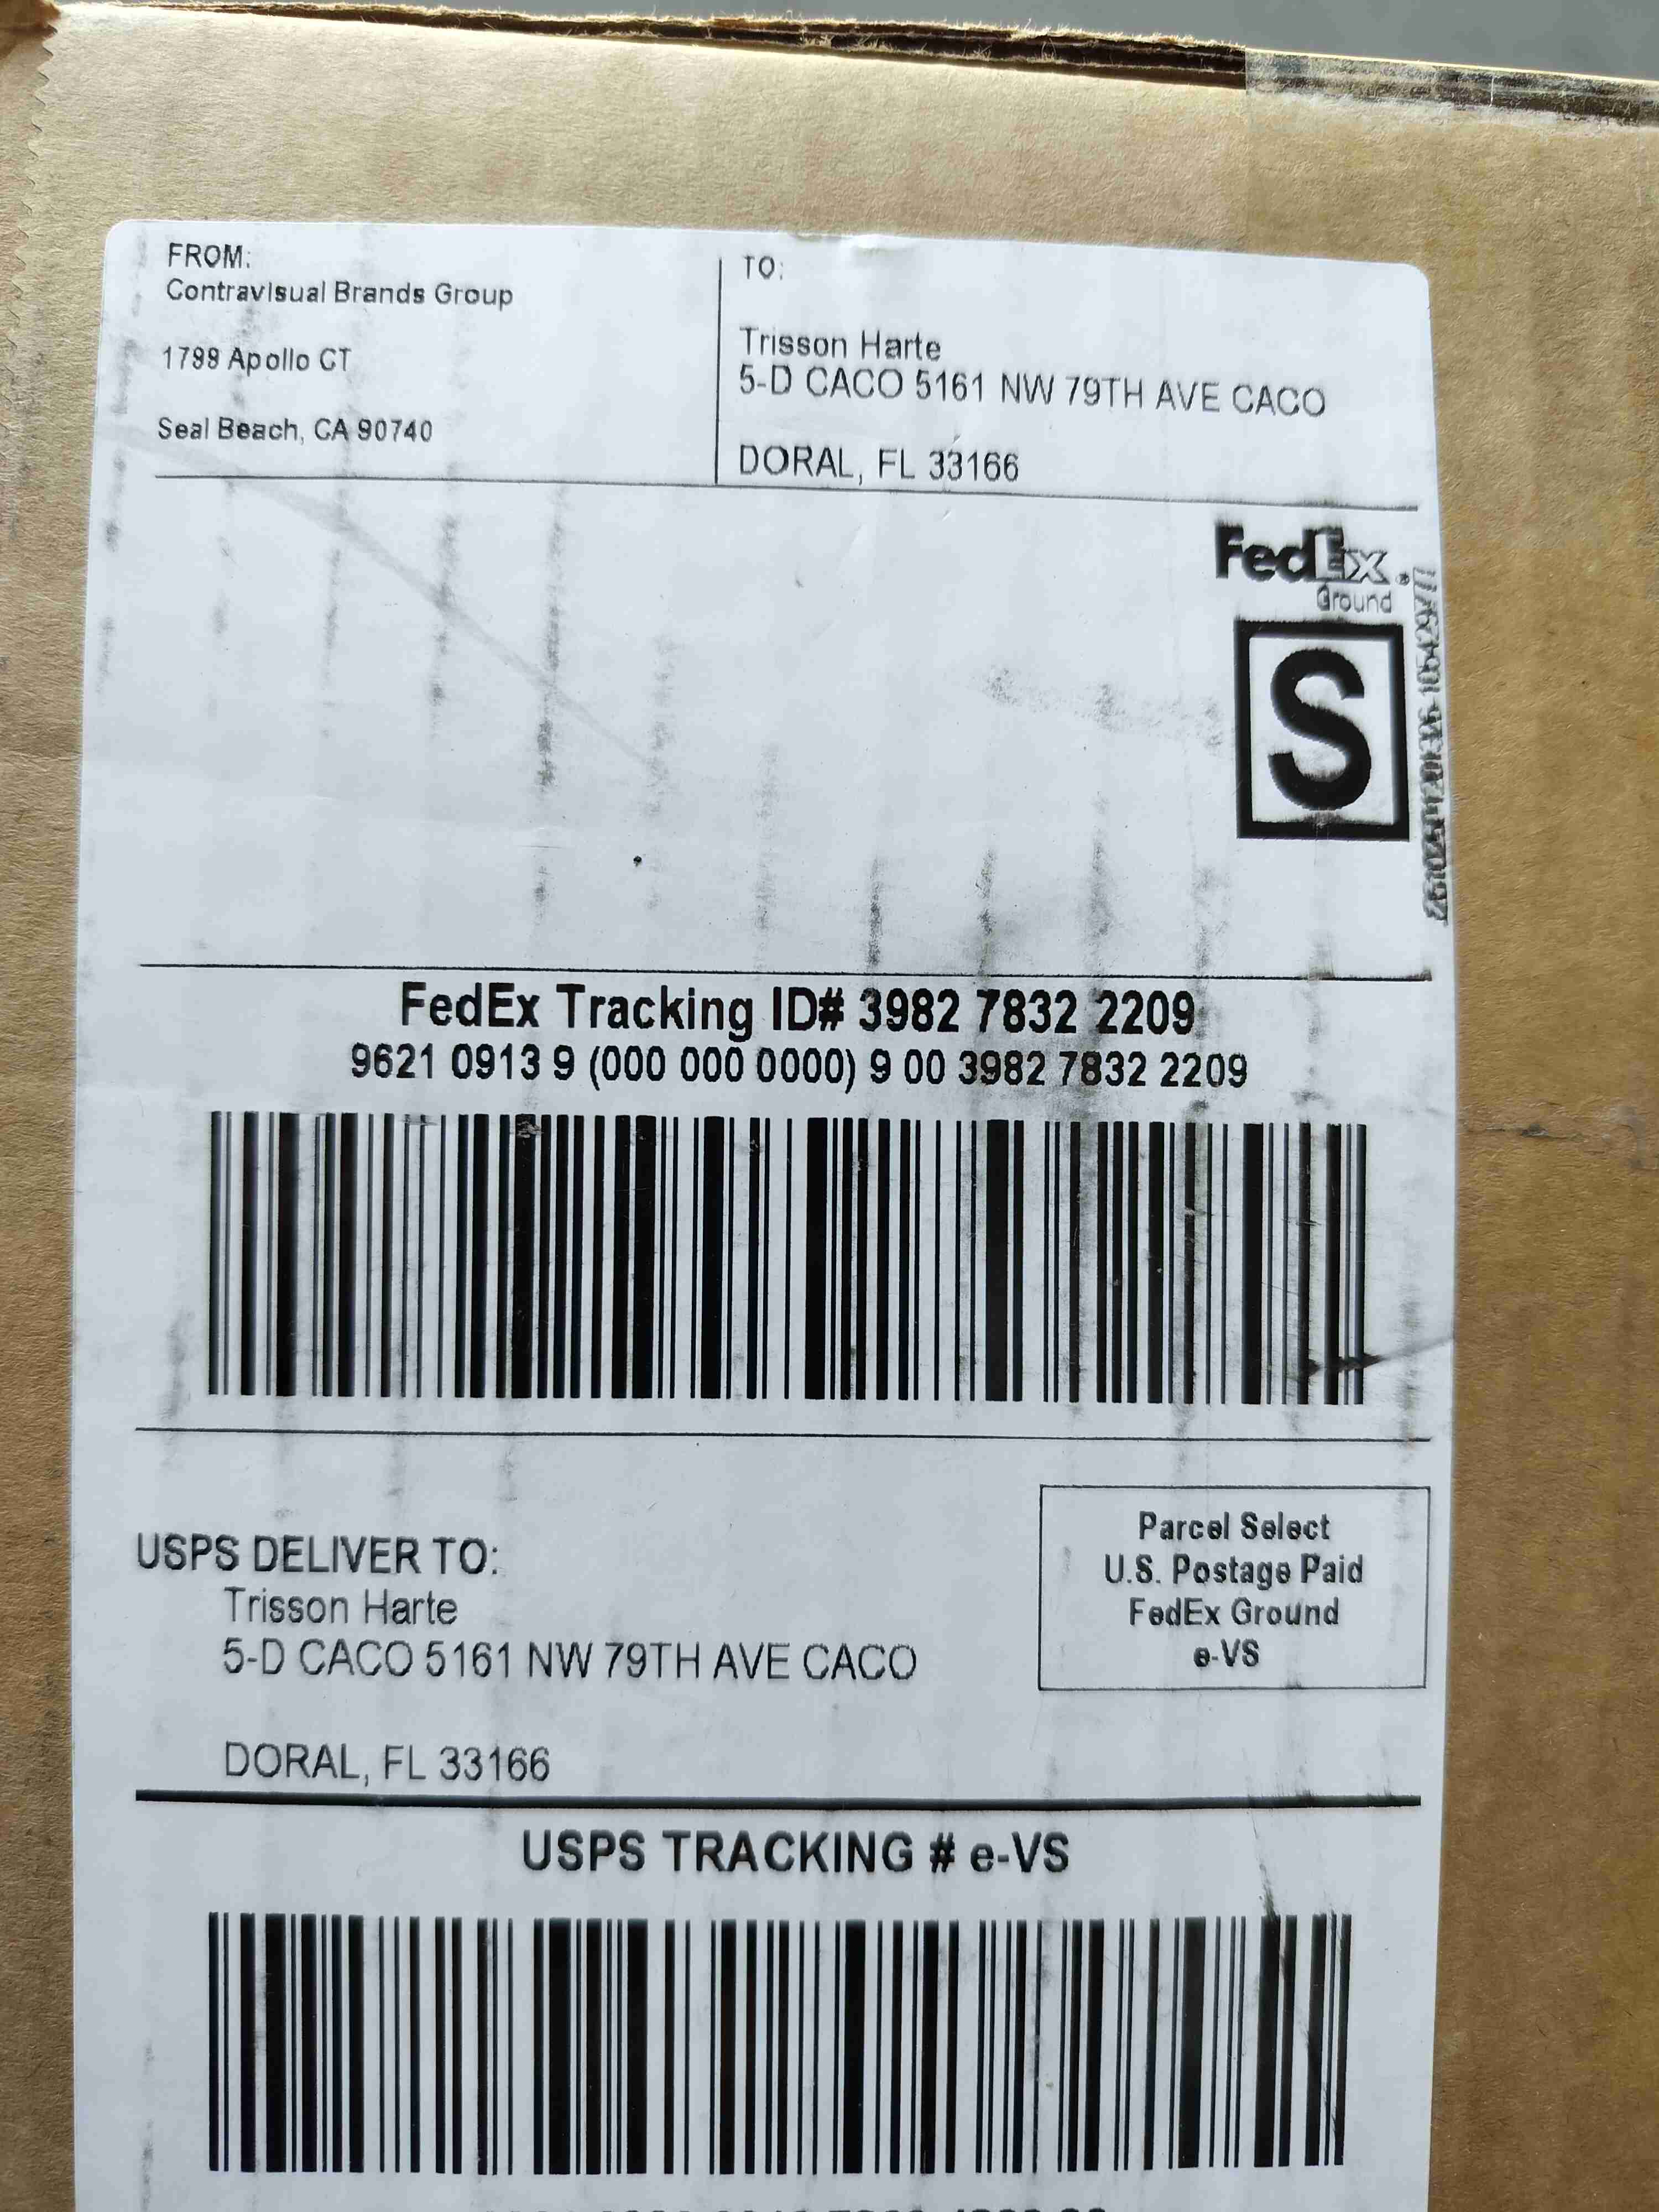 FROM:
Contravisual Brands Group
1799 Apollo CT
Seal Beach, CA 90740
TO:
Trisson Harte
5-D CACO 5161 NW 79TH AVE CACO
DORAL, FL 33166
FedEx®
Ground
S
FedEx Tracking ID# 3982 7832 2209
9621 0913 9 (000 000 0000) 9 00 3982 7832 2209
USPS DELIVER TO:
Trisson Harte
5-D CACO 5161 NW 79TH AVE CACO
DORAL, FL 33166
Parcel Select
U.S. Postage Paid
FedEx Ground
e-VS
USPS TRACKING # e-VS